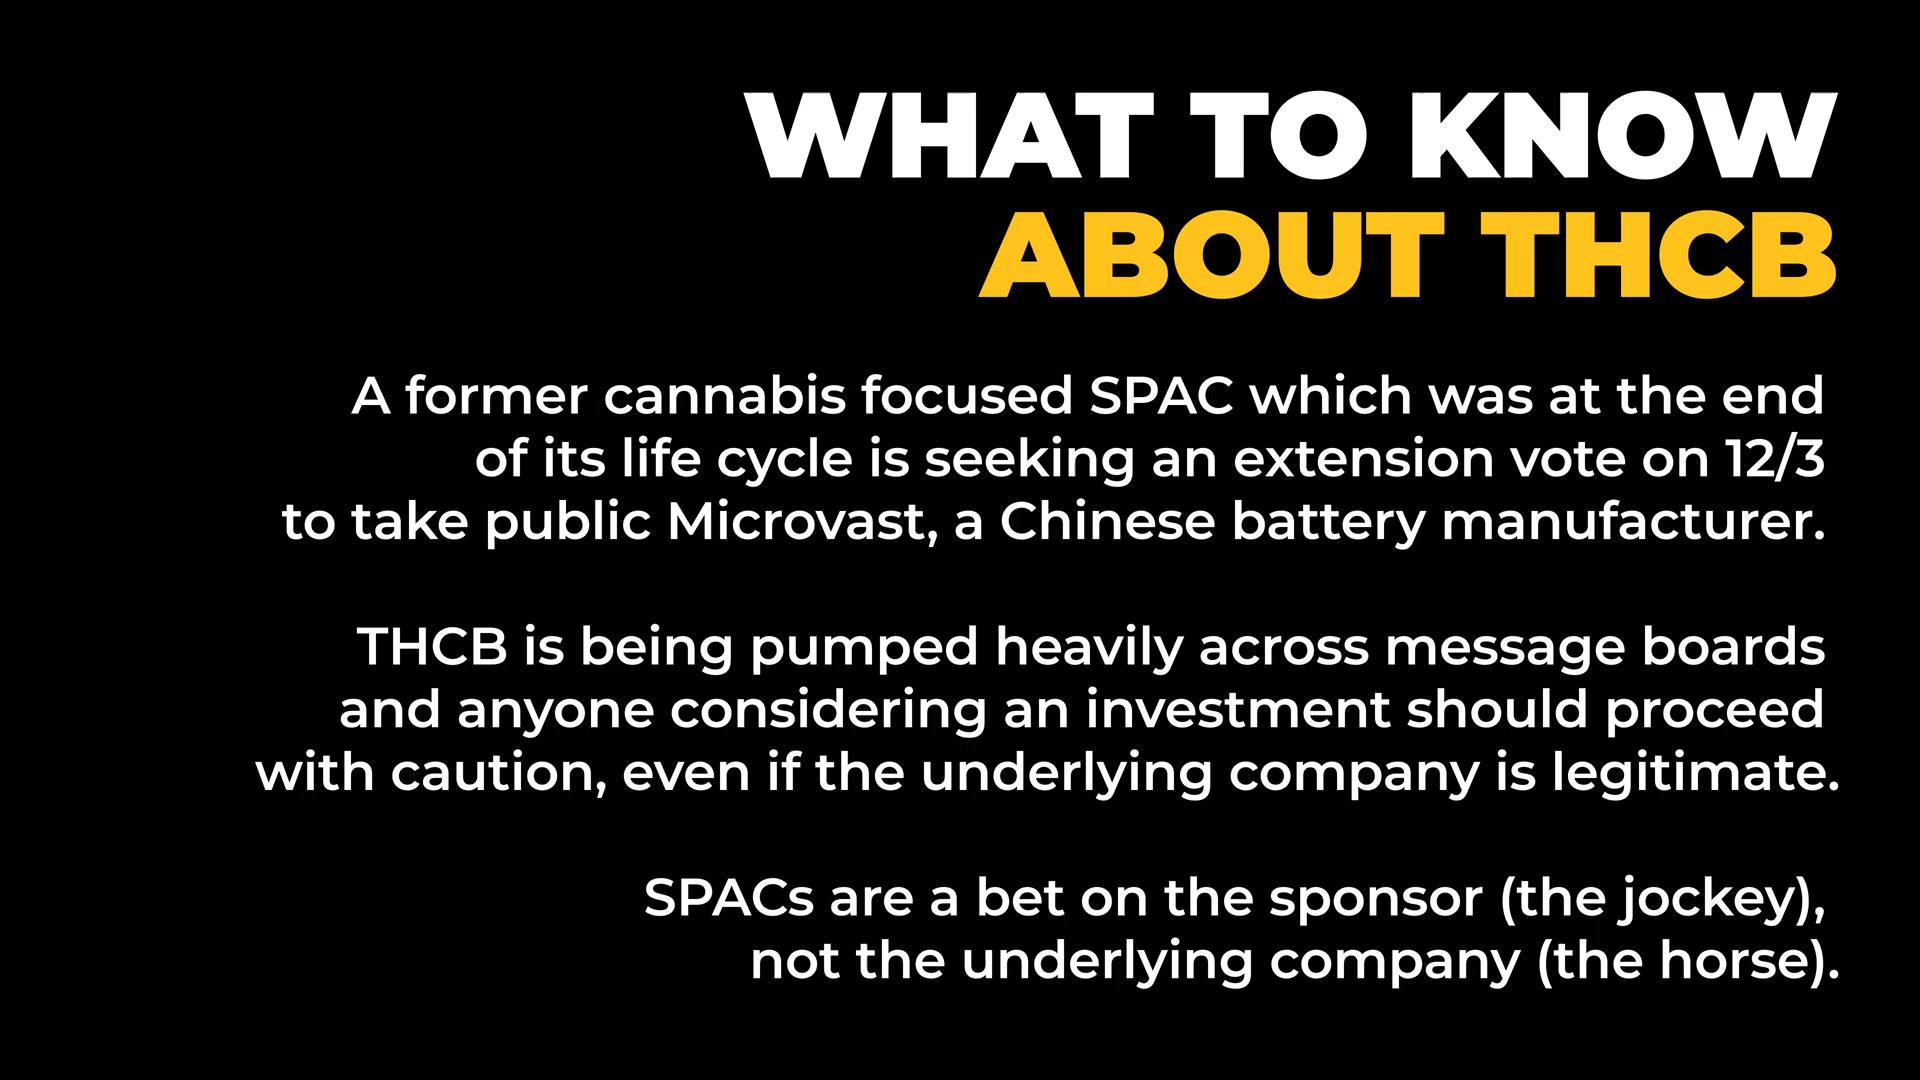 WHAT TO KNOW
ABOUT THCB
A former cannabis focused SPAC which was at the end
of its life cycle is seeking an extension vote on 12/3
to take public Microvast, a Chinese battery manufacturer.
THCB is being pumped heavily across message boards
and anyone considering an investment should proceed
with caution, even if the underlying company is legitimate.
SPACs are a bet on the sponsor (the jockey),
not the underlying company (the horse).